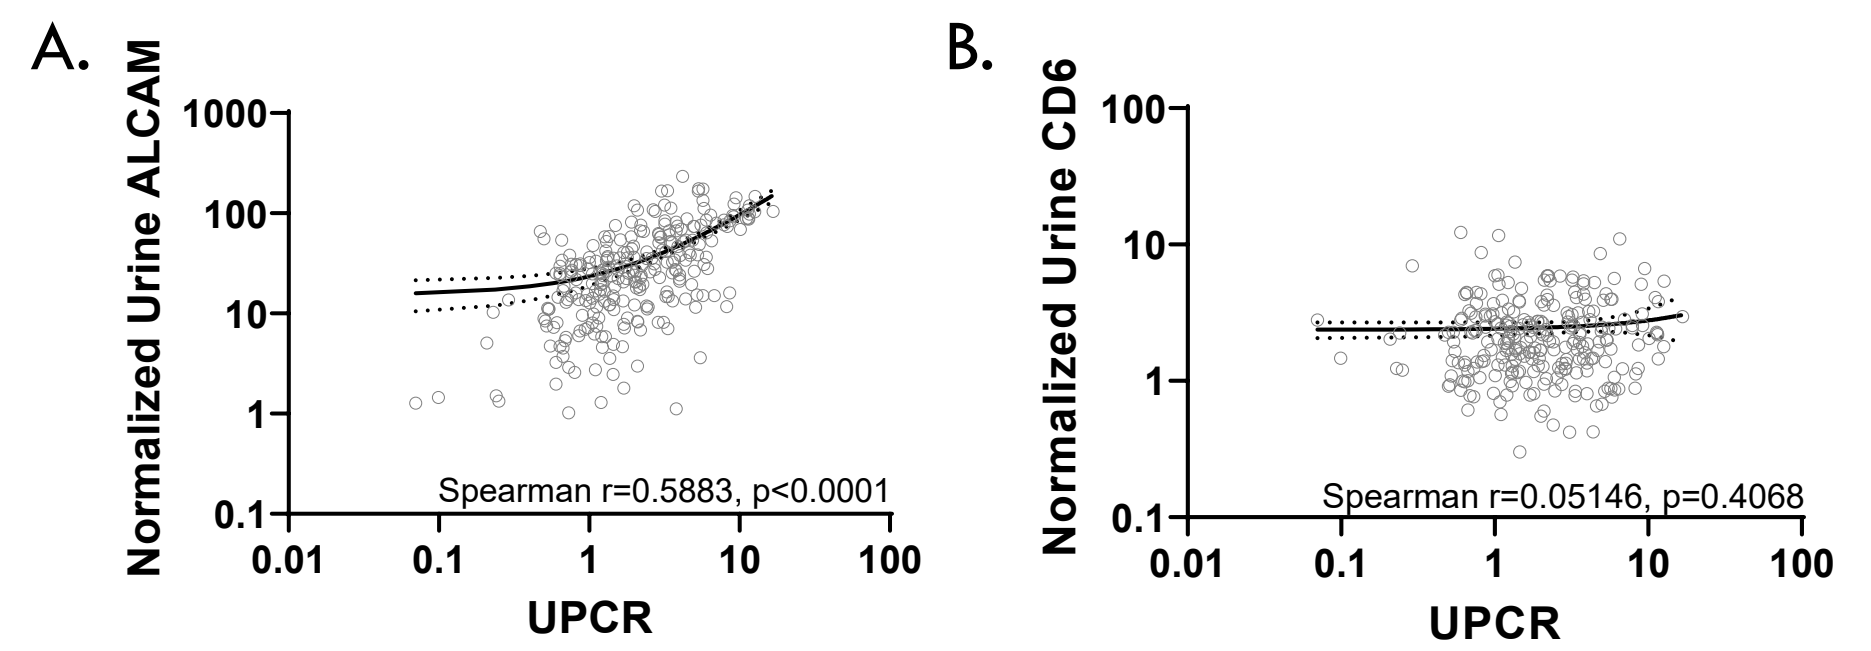 A.
Normalized Urine ALCAM
1000
100
10
1
0.1
Spearman r=0.5883, p<0.0001
0.01
0.1
1
10
100
UPCR
B.
Normalized Urine CD6
100
10
1
0.1
Spearman r=0.05146, p=0.4068
0.01
0.1
1
10
100
UPCR